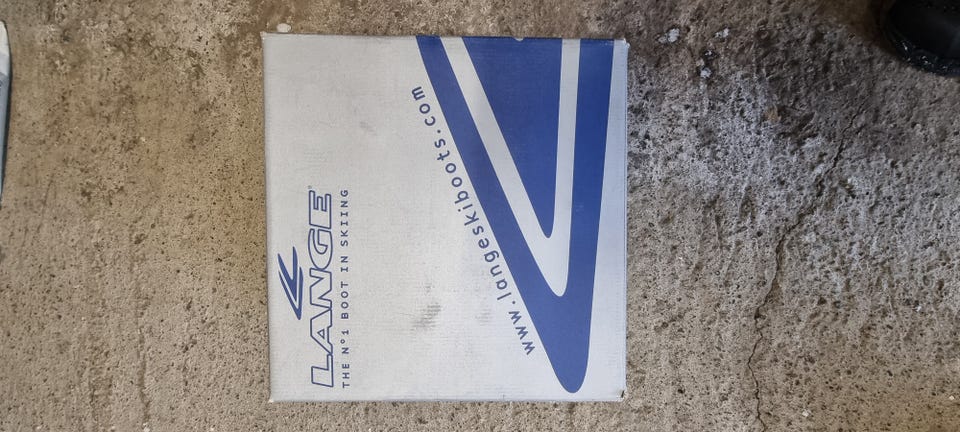 LANGE®
THE N°1 BOOT IN SKIING
www.langeskiboots.com